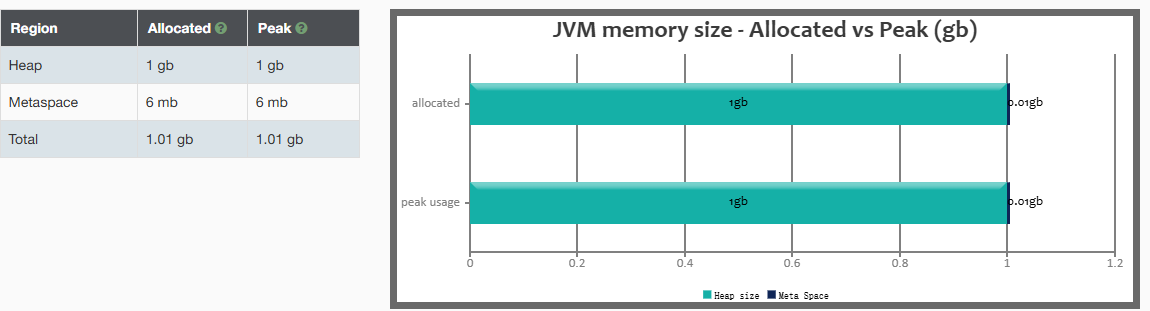 Region Allocated Peak
Heap 1 gb 1 gb
Metaspace 6 mb 6 mb
Total 1.01 gb 1.01 gb
JVM memory size - Allocated vs Peak (gb)
allocated 1gb 0.01gb
peak usage 1gb 0.01gb
0 0.2 0.4 0.6 0.8 1 1.2
Heap size Meta Space